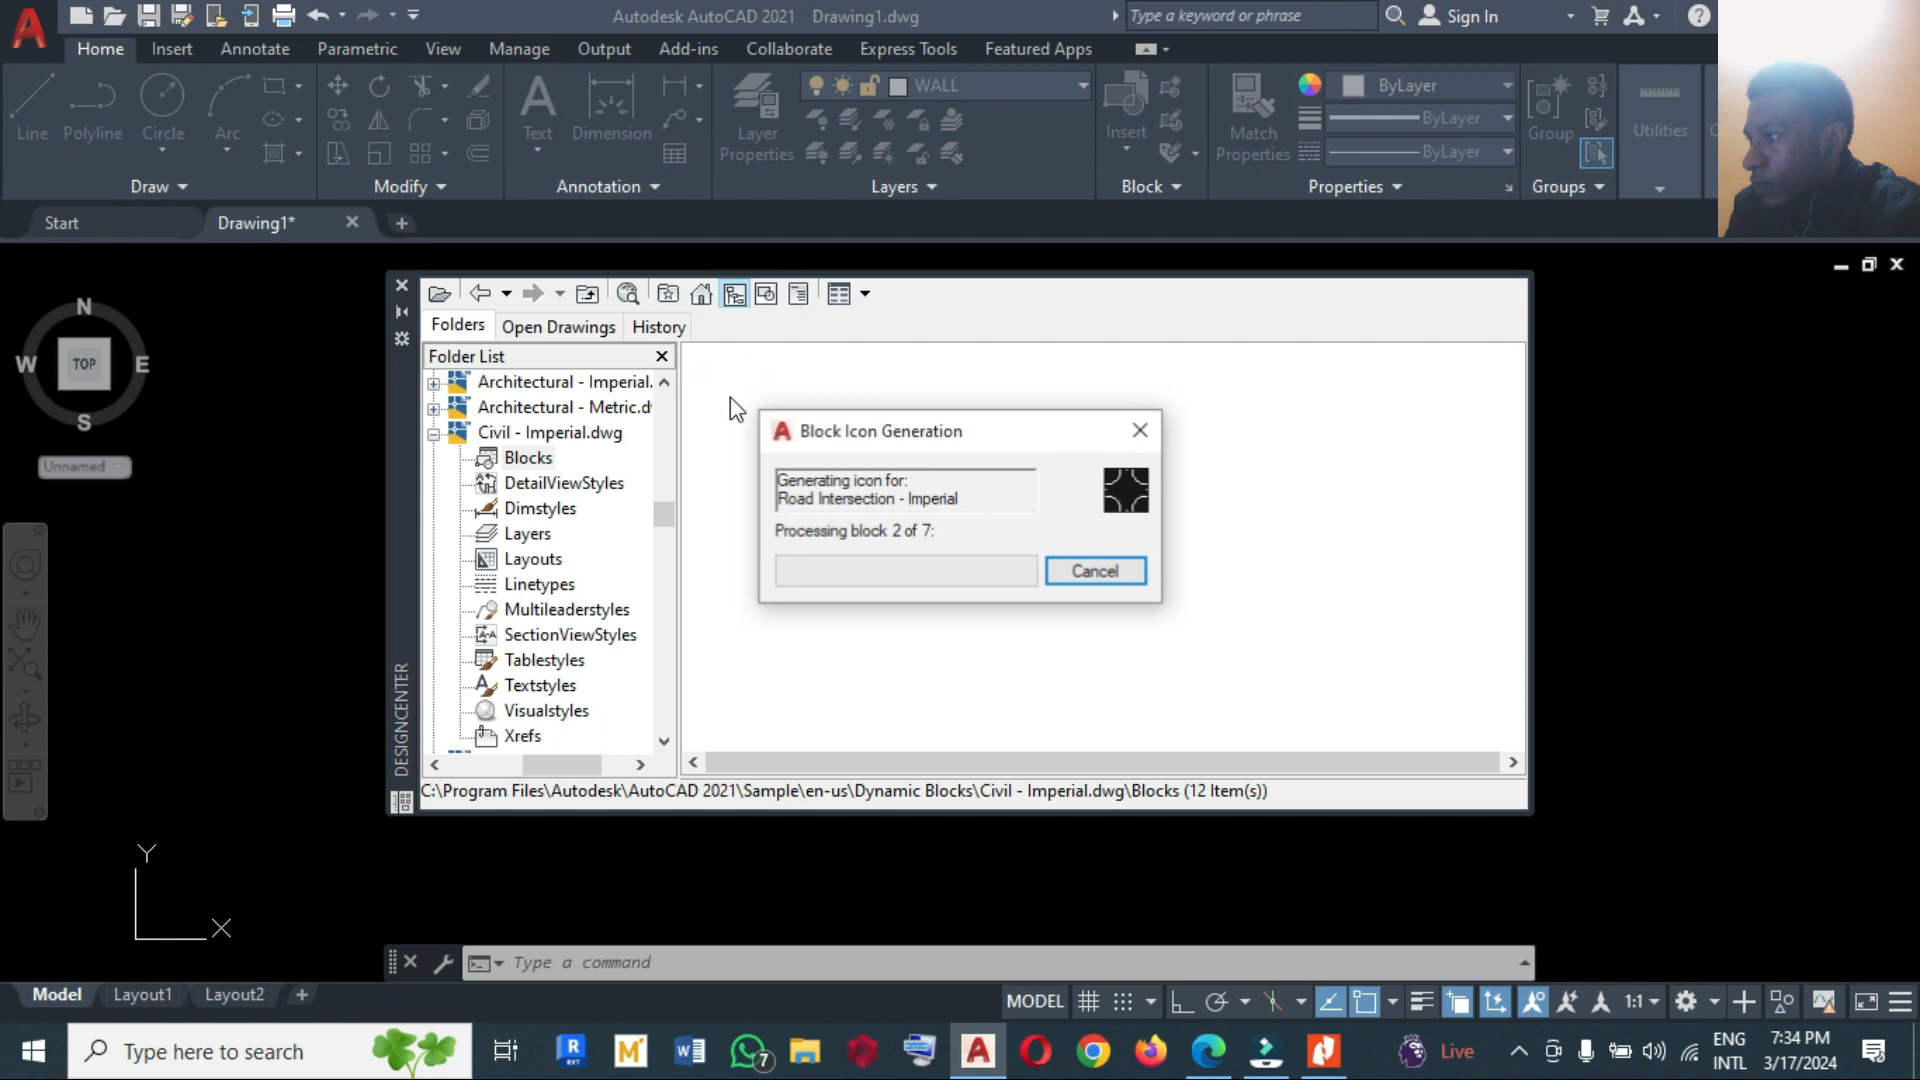 Autodesk AutoCAD 2021 Drawing1.dwg
Type a keyword or phrase
Sign In
Home Insert Annotate Parametric View Manage Output Add-ins Collaborate Express Tools Featured Apps
WALL
ByLayer
Line Polyline Circle Arc
Text Dimension
Layer
Properties
Insert
Match
Properties
ByLayer
ByLayer
Group
Utilities
Draw
Modify
Annotation
Layers
Block
Properties
Groups
Start
Drawing1*
N
W TOP E
S
Unnamed
Folders Open Drawings History
Folder List
Architectural - Imperial.
Architectural - Metric.d
Civil - Imperial.dwg
Blocks
DetailViewStyles
Dimstyles
Layers
Layouts
Linetypes
Multileaderstyles
SectionViewStyles
Tablestyles
Textstyles
Visualstyles
Xrefs
DESIGNCENTER
Block Icon Generation
Generating icon for:
Road Intersection - Imperial
Processing block 2 of 7:
Cancel
C:\Program Files\Autodesk\AutoCAD 2021\Sample\en-us\Dynamic Blocks\Civil - Imperial.dwg\Blocks (12 Item(s))
Y
X
Type a command
Model Layout1 Layout2
MODEL
1:1
Type here to search
7
Live
ENG
INTL
7:34 PM
3/17/2024